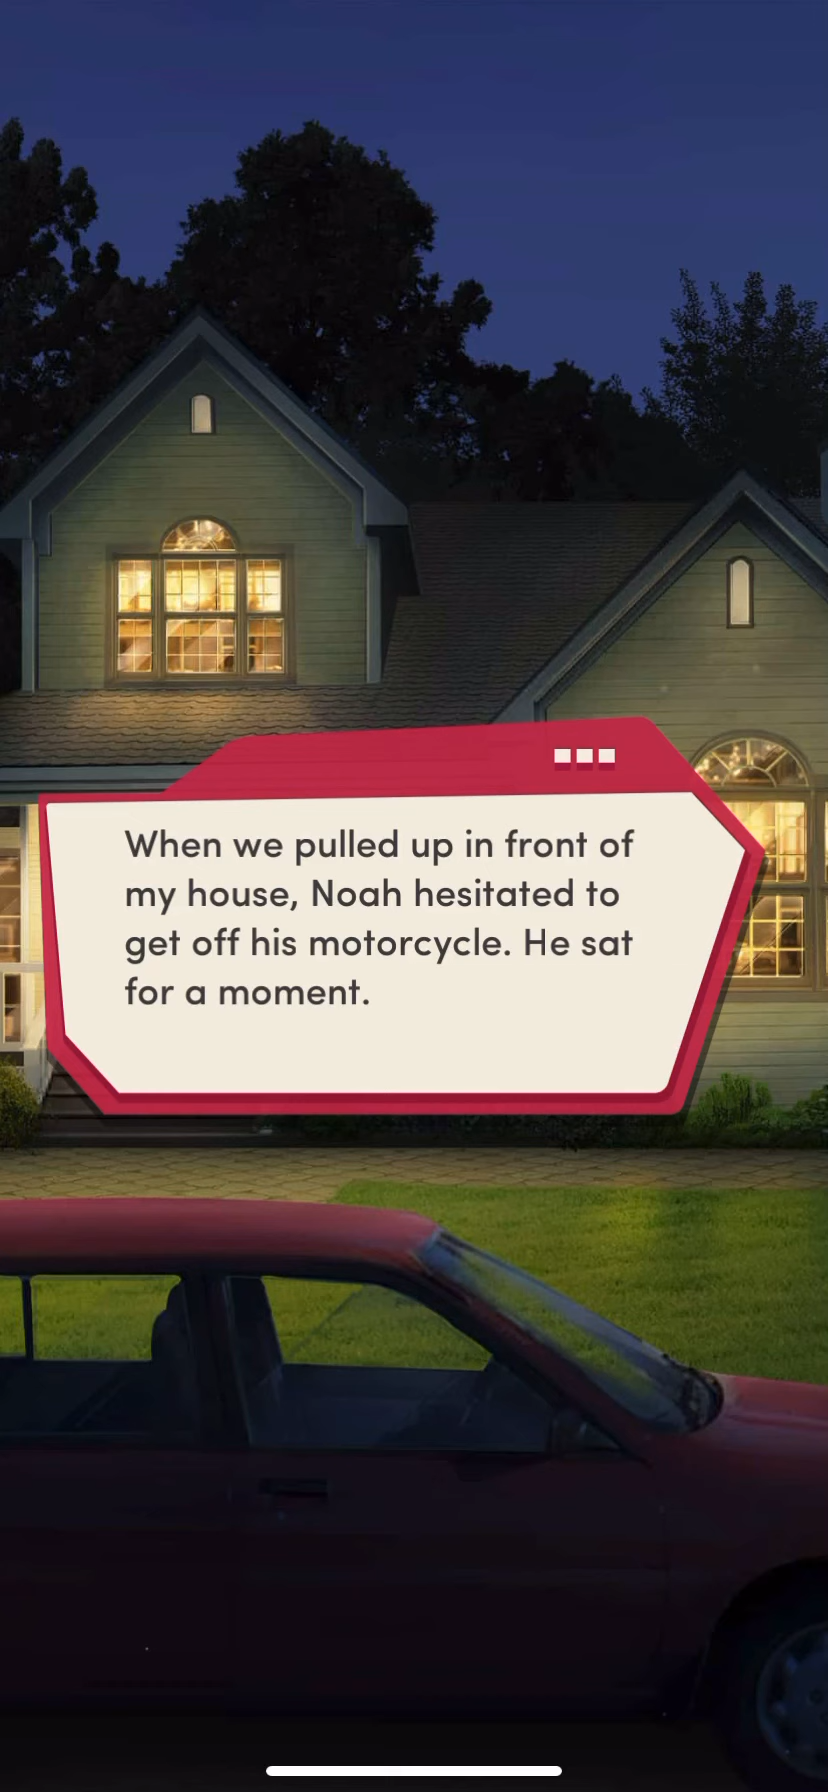 When we pulled up in front of
my house, Noah hesitated to
get off his motorcycle. He sat
for a moment.